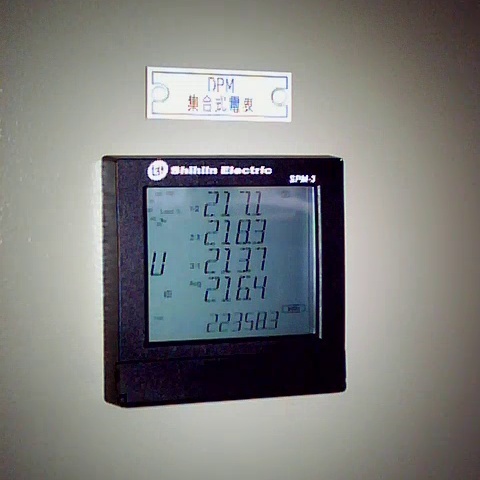 DPM
集合式電表
Shihlin Electric
SPM-3
217.1
218.3
U
213.7
Avg 216.4
22358.3